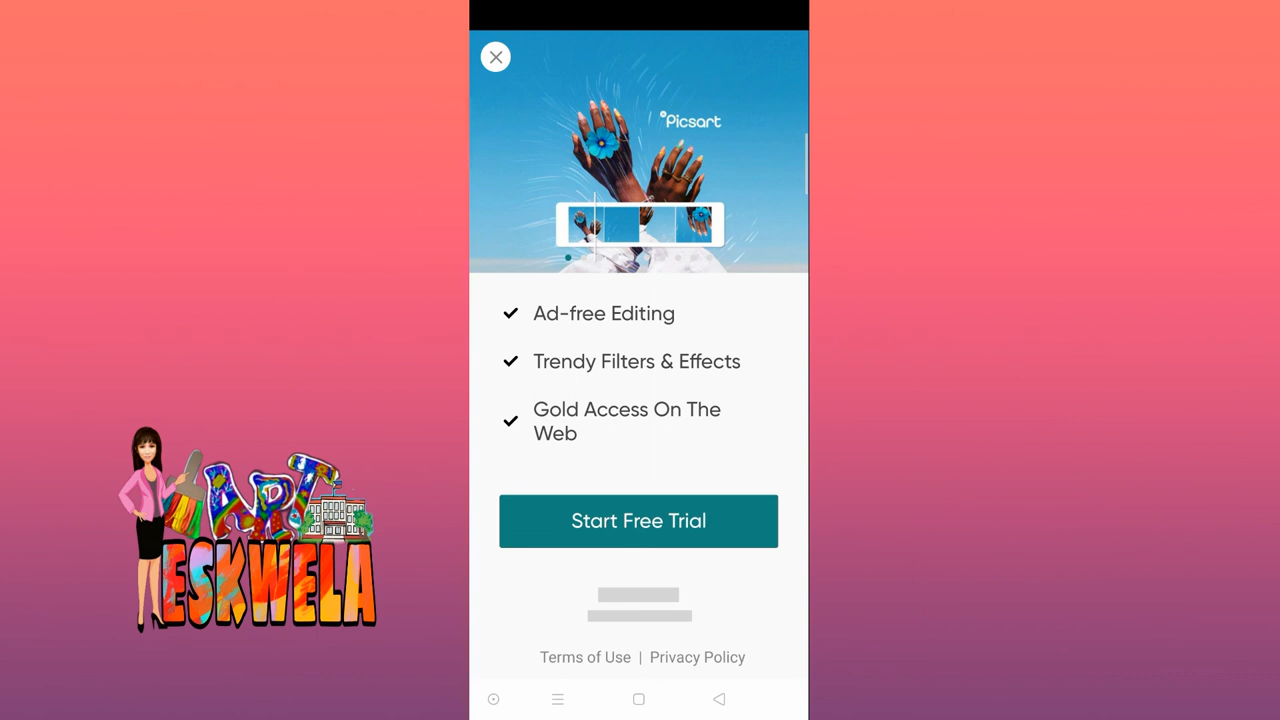 Picsart
Ad-free Editing
Trendy Filters & Effects
Gold Access On The
Web
Start Free Trial
Terms of Use | Privacy Policy
ART
ESKWELA